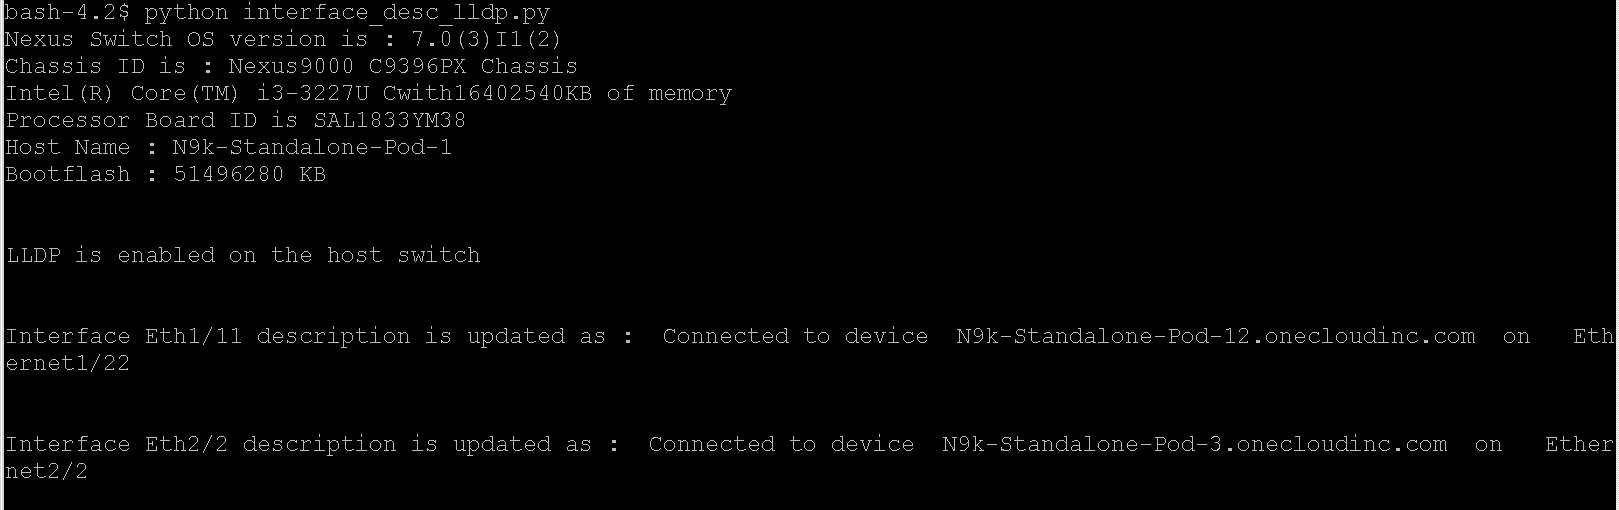 bash-4.2$ python interface_desc_lldp.py
Nexus Switch OS version is : 7.0(3)I1(2)
Chassis ID is : Nexus9000 C9396PX Chassis
Intel(R) Core(TM) i3-3227U Cwith16402540KB of memory
Processor Board ID is SAL1833YM38
Host Name : N9k-Standalone-Pod-1
Bootflash : 51496280 KB
LLDP is enabled on the host switch
Interface Eth1/11 description is updated as :  Connected to device  N9k-Standalone-Pod-12.onecloudinc.com  on   Eth
ernet1/22
Interface Eth2/2 description is updated as :  Connected to device  N9k-Standalone-Pod-3.onecloudinc.com  on   Ether
net2/2